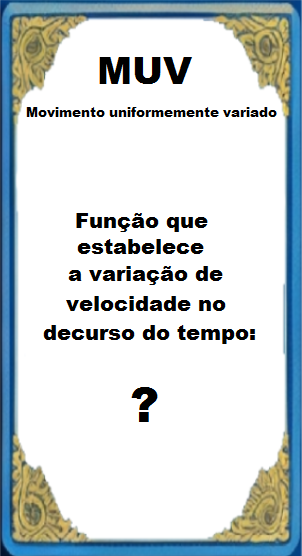 MUV
Movimento uniformemente variado
Função que
estabelece
a variação de
velocidade no
decurso do tempo:
?